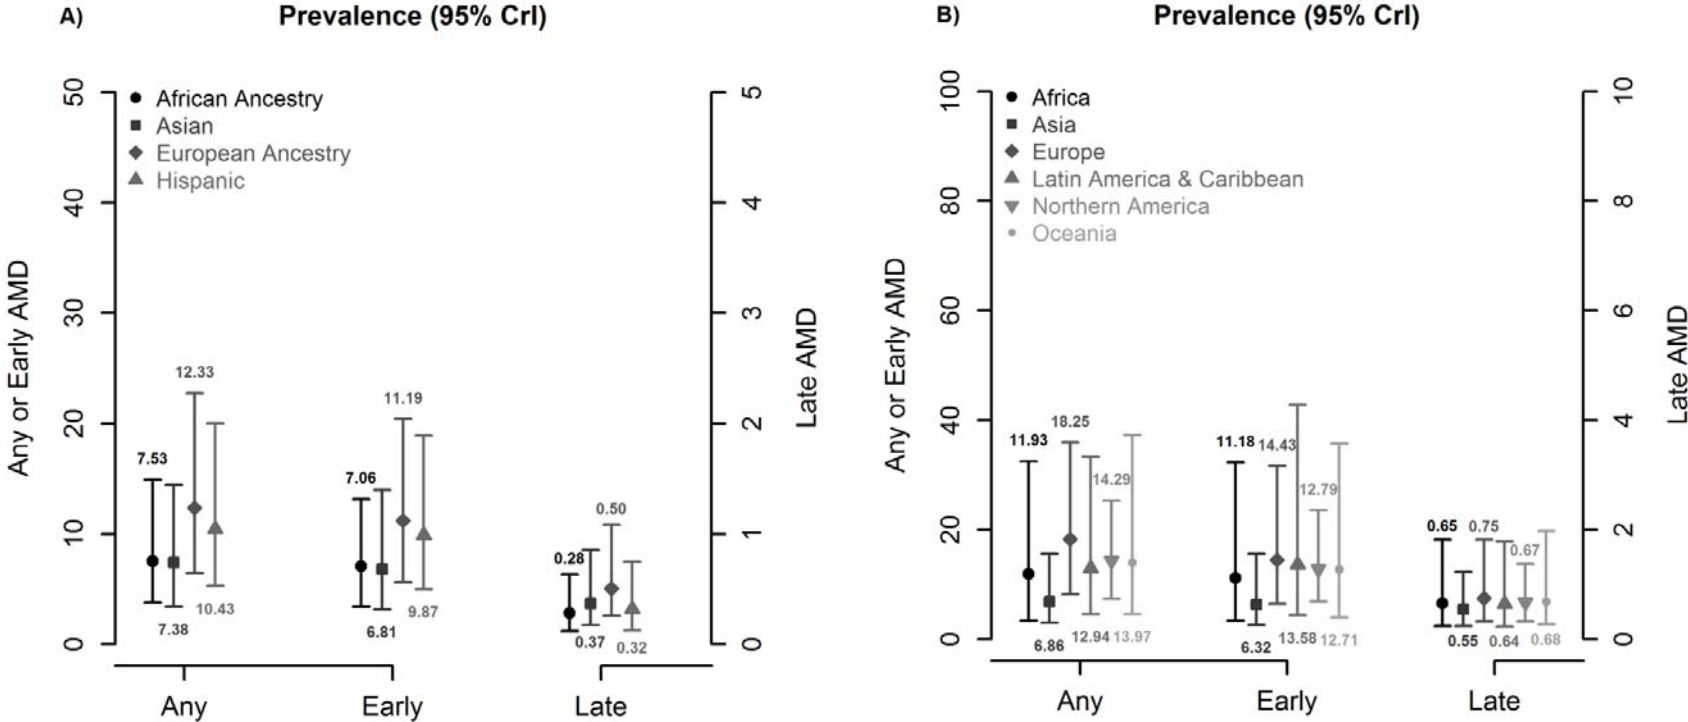 A)
Prevalence (95% CrI)
Any or Early AMD
50
40
30
20
10
0
African Ancestry
Asian
European Ancestry
Hispanic
12.33
7.53
10.43
7.38
11.19
7.06
9.87
6.81
0.50
0.28
0.37
0.32
5
4
3
2
1
0
Late AMD
Any
Early
Late
B)
Prevalence (95% CrI)
Any or Early AMD
100
80
60
40
20
0
Africa
Asia
Europe
Latin America & Caribbean
Northern America
Oceania
18.25
11.93
14.29
12.94
13.97
6.86
11.18
14.43
12.79
13.58
12.71
6.32
0.65
0.75
0.67
0.55
0.64
0.68
10
8
6
4
2
0
Late AMD
Any
Early
Late